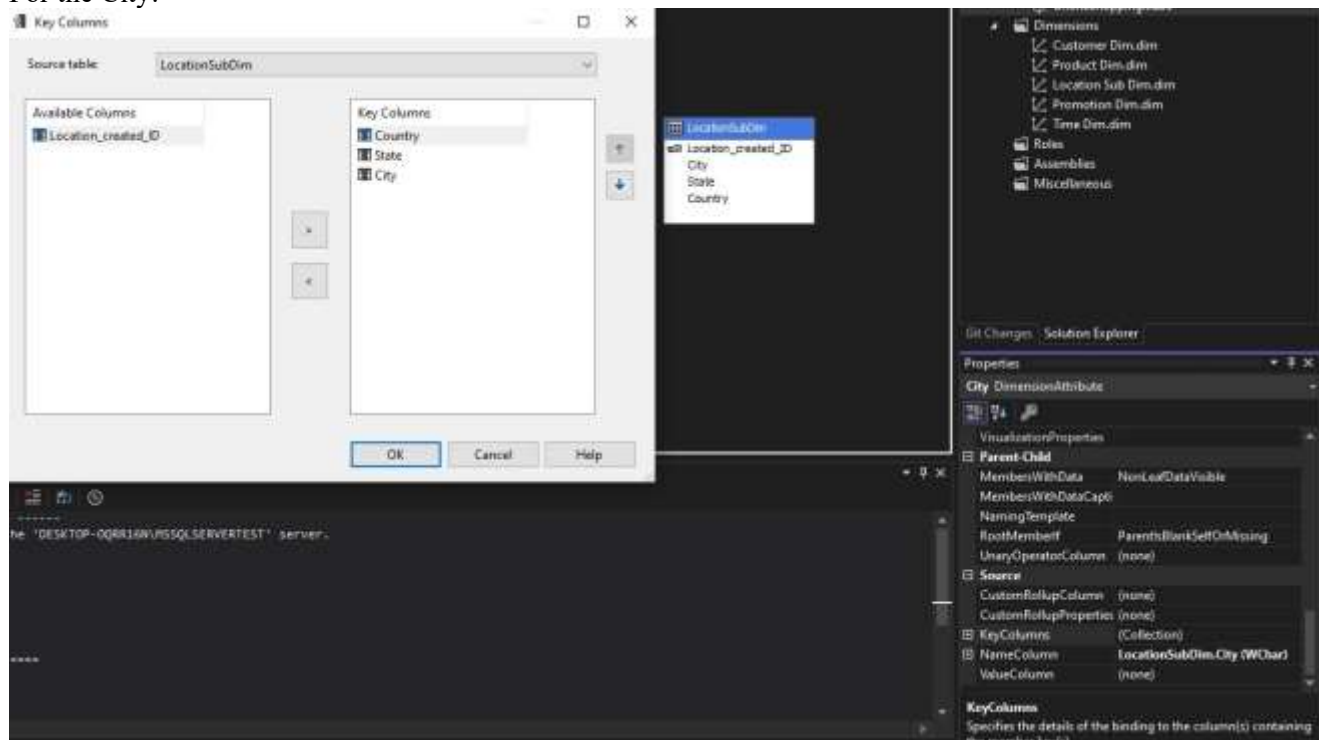 For the City:
Key Columns
Source table: LocationSubDim
Available Columns
Location_created_ID
Key Columns
Country
State
City
>
<
OK Cancel Help
LocationSubDim
Location_created_ID
City
State
Country
Dimensions
Customer Dim.dim
Product Dim.dim
Location Sub Dim.dim
Promotion Dim.dim
Time Dim.dim
Roles
Assemblies
Miscellaneous
Git Changes Solution Explorer
Properties
City DimensionAttribute
VisualizationProperties
Parent-Child
MembersWithData NonLeafDataVisible
MembersWithDataCapti
NamingTemplate
RootMemberIf ParentIsBlankSelfOrMissing
UnaryOperatorColumn (none)
Source
CustomRollupColumn (none)
CustomRollupProperties (none)
KeyColumns (Collection)
NameColumn LocationSubDim.City (WChar)
ValueColumn (none)
KeyColumns
Specifies the details of the binding to the column(s) containing
------
he 'DESKTOP-OQRR16W\MSSQLSERVERTEST' server.
----